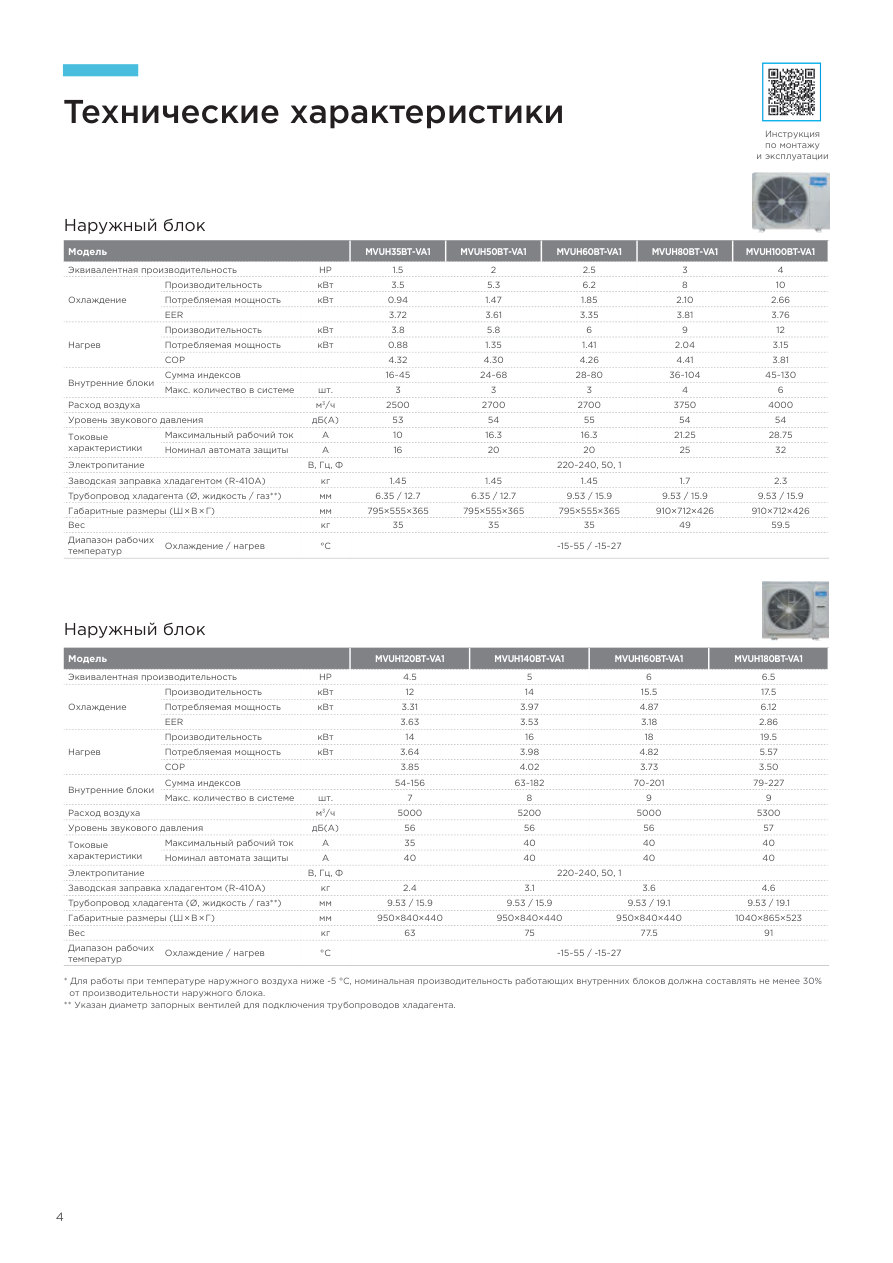 Технические характеристики
Инструкция
по монтажу
и эксплуатации
Наружный блок
Модель MVUH35BT-VA1 MVUH50BT-VA1 MVUH60BT-VA1 MVUH80BT-VA1 MVUH100BT-VA1
Эквивалентная производительность HP 1.5 2 2.5 3 4
Охлаждение Производительность кВт 3.5 5.3 6.2 8 10
Потребляемая мощность кВт 0.94 1.47 1.85 2.10 2.66
EER 3.72 3.61 3.35 3.81 3.76
Нагрев Производительность кВт 3.8 5.8 6 9 12
Потребляемая мощность кВт 0.88 1.35 1.41 2.04 3.15
COP 4.32 4.30 4.26 4.41 3.81
Внутренние блоки Сумма индексов 16~45 24~68 28~80 36~104 45~130
Макс. количество в системе шт. 3 3 3 4 6
Расход воздуха м³/ч 2500 2700 2700 3750 4000
Уровень звукового давления дБ(А) 53 54 55 54 54
Токовые характеристики Максимальный рабочий ток А 10 16.3 16.3 21.25 28.75
Номинал автомата защиты А 16 20 20 25 32
Электропитание В, Гц, Ф 220~240, 50, 1
Заводская заправка хладагентом (R-410A) кг 1.45 1.45 1.45 1.7 2.3
Трубопровод хладагента (Ø, жидкость / газ**) мм 6.35 / 12.7 6.35 / 12.7 9.53 / 15.9 9.53 / 15.9 9.53 / 15.9
Габаритные размеры (Ш×В×Г) мм 795×555×365 795×555×365 795×555×365 910×712×426 910×712×426
Вес кг 35 35 35 49 59.5
Диапазон рабочих температур Охлаждение / нагрев °C -15~55 / -15~27
Наружный блок
Модель MVUH120BT-VA1 MVUH140BT-VA1 MVUH160BT-VA1 MVUH180BT-VA1
Эквивалентная производительность HP 4.5 5 6 6.5
Охлаждение Производительность кВт 12 14 15.5 17.5
Потребляемая мощность кВт 3.31 3.97 4.87 6.12
EER 3.63 3.53 3.18 2.86
Нагрев Производительность кВт 14 16 18 19.5
Потребляемая мощность кВт 3.64 3.98 4.82 5.57
COP 3.85 4.02 3.73 3.50
Внутренние блоки Сумма индексов 54~156 63~182 70~201 79~227
Макс. количество в системе шт. 7 8 9 9
Расход воздуха м³/ч 5000 5200 5000 5300
Уровень звукового давления дБ(А) 56 56 56 57
Токовые характеристики Максимальный рабочий ток А 35 40 40 40
Номинал автомата защиты А 40 40 40 40
Электропитание В, Гц, Ф 220~240, 50, 1
Заводская заправка хладагентом (R-410A) кг 2.4 3.1 3.6 4.6
Трубопровод хладагента (Ø, жидкость / газ**) мм 9.53 / 15.9 9.53 / 15.9 9.53 / 19.1 9.53 / 19.1
Габаритные размеры (Ш×В×Г) мм 950×840×440 950×840×440 950×840×440 1040×865×523
Вес кг 63 75 77.5 91
Диапазон рабочих температур Охлаждение / нагрев °C -15~55 / -15~27
* Для работы при температуре наружного воздуха ниже -5 °C, номинальная производительность работающих внутренних блоков должна составлять не менее 30%
от производительности наружного блока.
** Указан диаметр запорных вентилей для подключения трубопроводов хладагента.
4